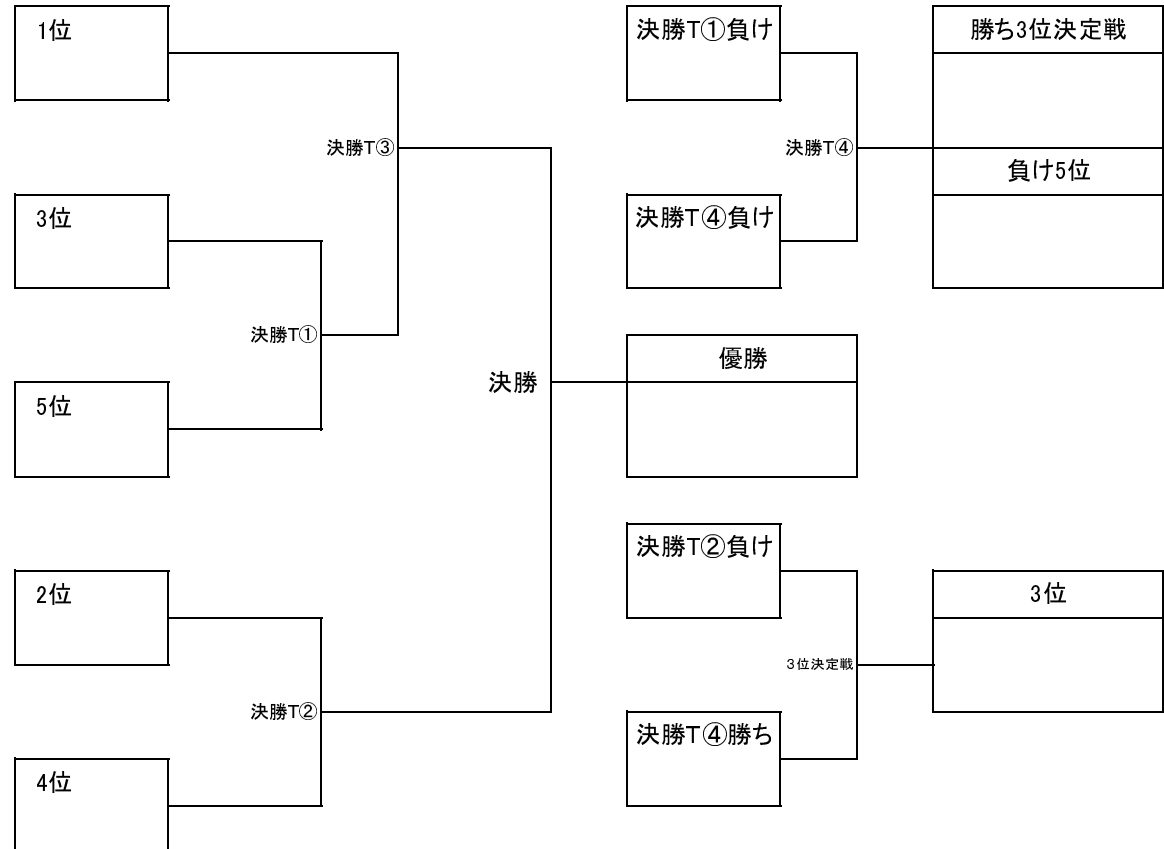 1位
決勝T③
3位
決勝T①
5位
決勝
2位
決勝T②
4位
決勝T①負け
決勝T④
決勝T④負け
勝ち3位決定戦
負け5位
優勝
決勝T②負け
3位決定戦
決勝T④勝ち
3位